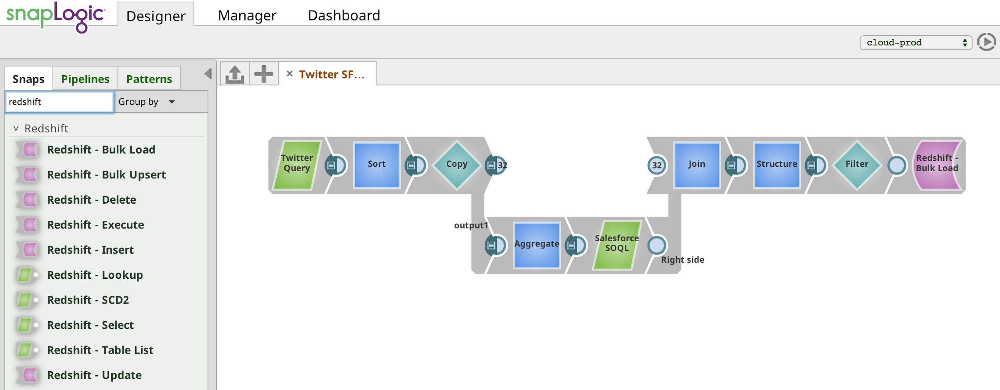 snapLogic
Designer
Manager
Dashboard
cloud-prod
Snaps
Pipelines
Patterns
Twitter SF...
redshift
Group by
Redshift
Redshift - Bulk Load
Redshift - Bulk Upsert
Redshift - Delete
Redshift - Execute
Redshift - Insert
Redshift - Lookup
Redshift - SCD2
Redshift - Select
Redshift - Table List
Redshift - Update
Twitter
Query
Sort
Copy
32
32
Join
Structure
Filter
Redshift -
Bulk Load
output1
Aggregate
Salesforce
SOQL
Right side